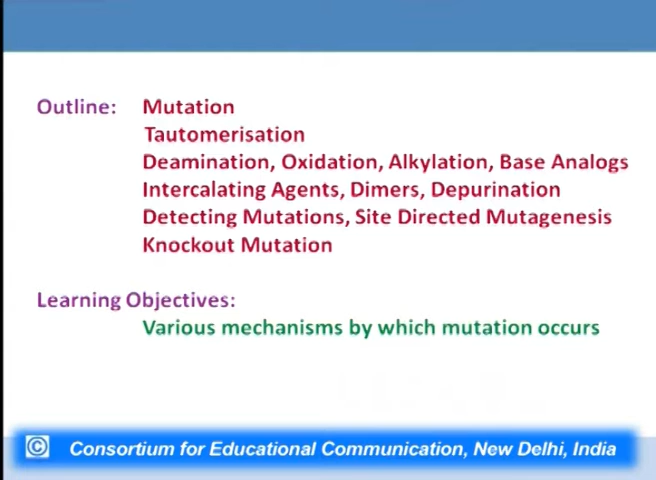 Outline: Mutation
Tautomerisation
Deamination, Oxidation, Alkylation, Base Analogs
Intercalating Agents, Dimers, Depurination
Detecting Mutations, Site Directed Mutagenesis
Knockout Mutation
Learning Objectives:
Various mechanisms by which mutation occurs
© Consortium for Educational Communication, New Delhi, India